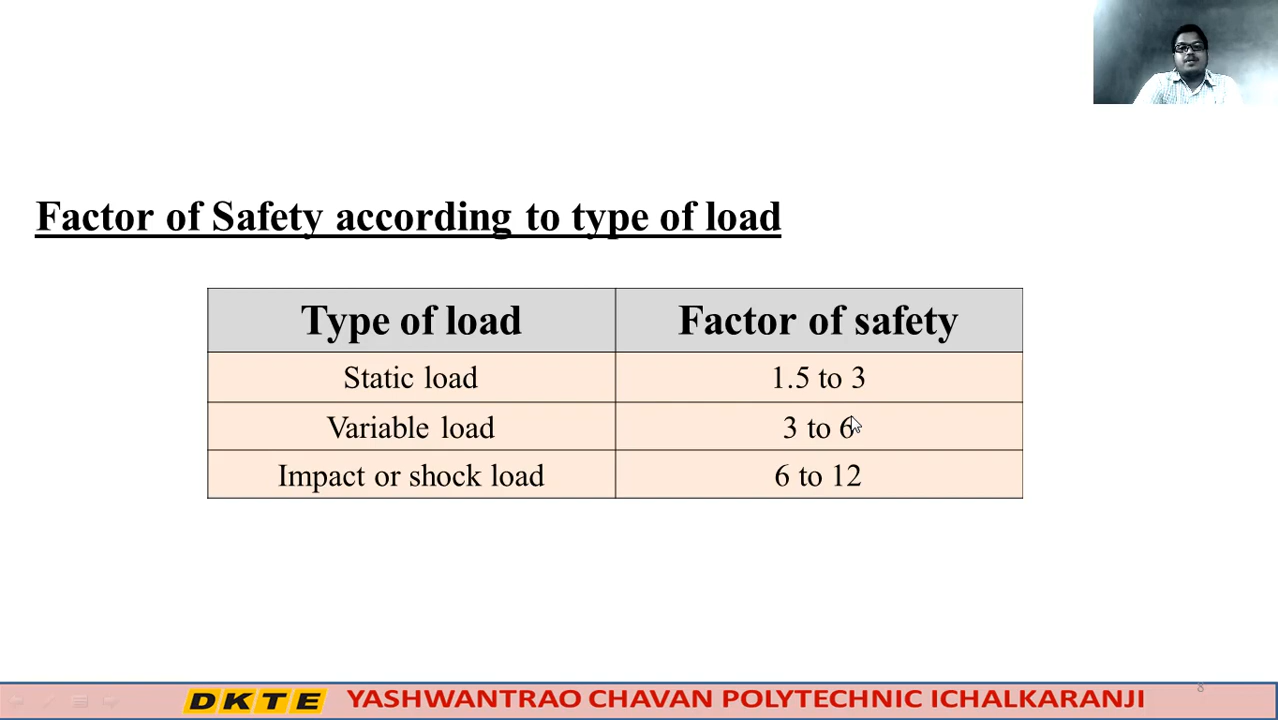 Factor of Safety according to type of load
Type of load Factor of safety
Static load 1.5 to 3
Variable load 3 to 6
Impact or shock load 6 to 12
8
DKTE YASHWANTRAO CHAVAN POLYTECHNIC ICHALKARANJI